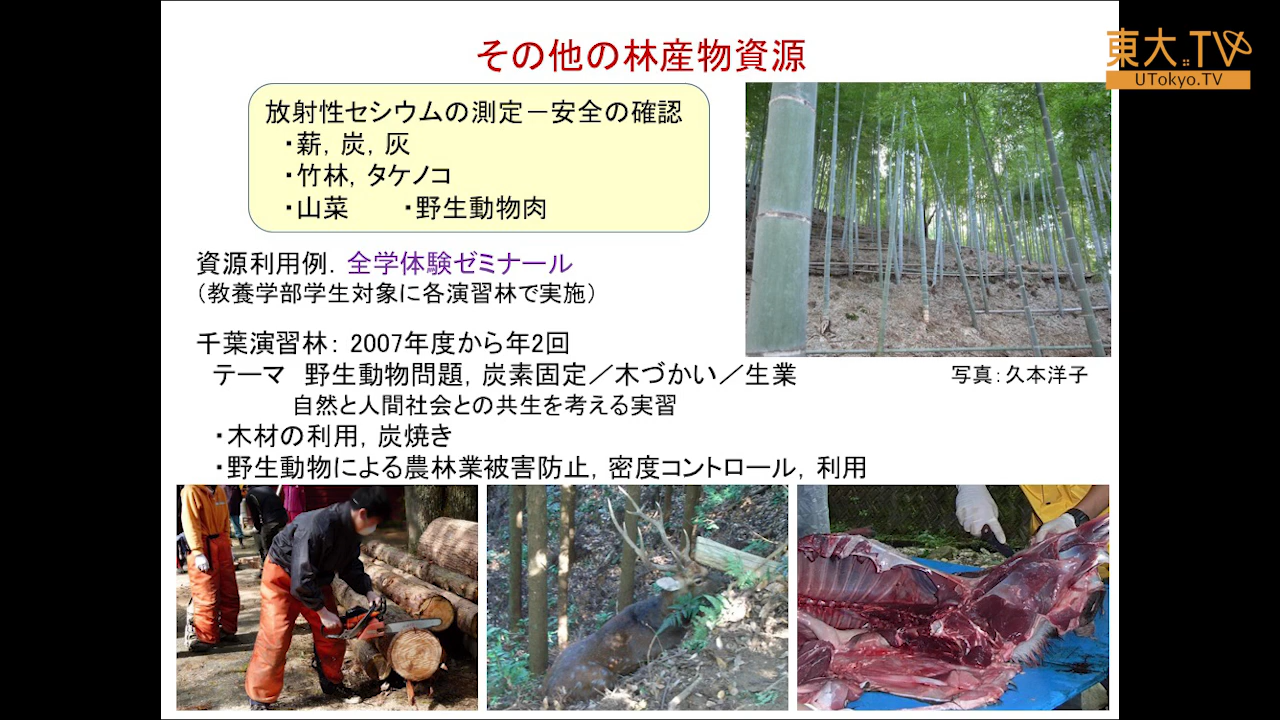 その他の林産物資源
東大.TV
UTokyo.TV
放射性セシウムの測定－安全の確認
・薪，炭，灰
・竹林，タケノコ
・山菜　　・野生動物肉
資源利用例．全学体験ゼミナール
（教養学部学生対象に各演習林で実施）
千葉演習林： 2007年度から年2回
テーマ　野生動物問題，炭素固定／木づかい／生業
自然と人間社会との共生を考える実習
・木材の利用，炭焼き
・野生動物による農林業被害防止，密度コントロール，利用
写真：久本洋子